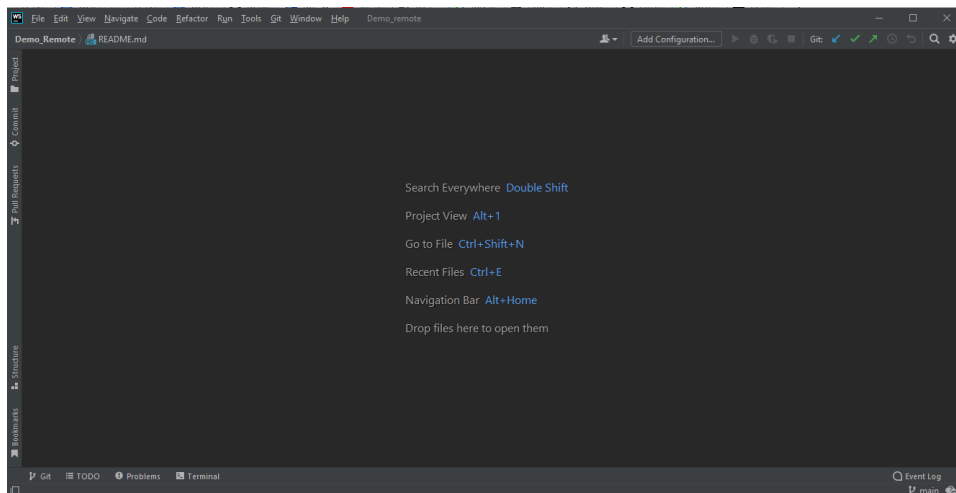 WS File Edit View Navigate Code Refactor Run Tools Git Window Help Demo_remote
Demo_Remote README.md Add Configuration... Git:
Project
Commit
Pull Requests
Search Everywhere Double Shift
Project View Alt+1
Go to File Ctrl+Shift+N
Recent Files Ctrl+E
Navigation Bar Alt+Home
Drop files here to open them
Structure
Bookmarks
Git TODO Problems Terminal Event Log
main